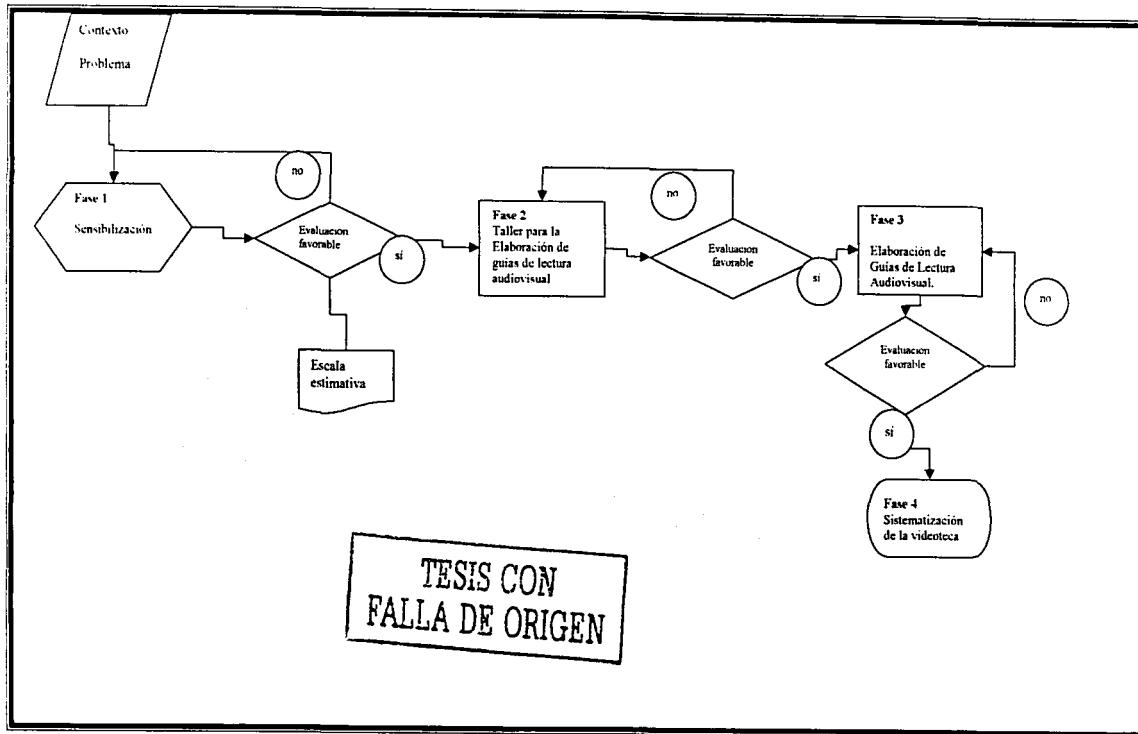 Contexto
Problema
no
Fase 1
Sensibilización
Evaluacion
favorable
sí
Escala
estimativa
Fase 2
Taller para la
Elaboración de
guías de lectura
audiovisual
no
Evaluacion
favorable
sí
Fase 3
Elaboración de
Guías de Lectura
Audiovisual.
no
Evaluacion
favorable
sí
Fase 4
Sistematización
de la videoteca
TESIS CON
FALLA DE ORIGEN